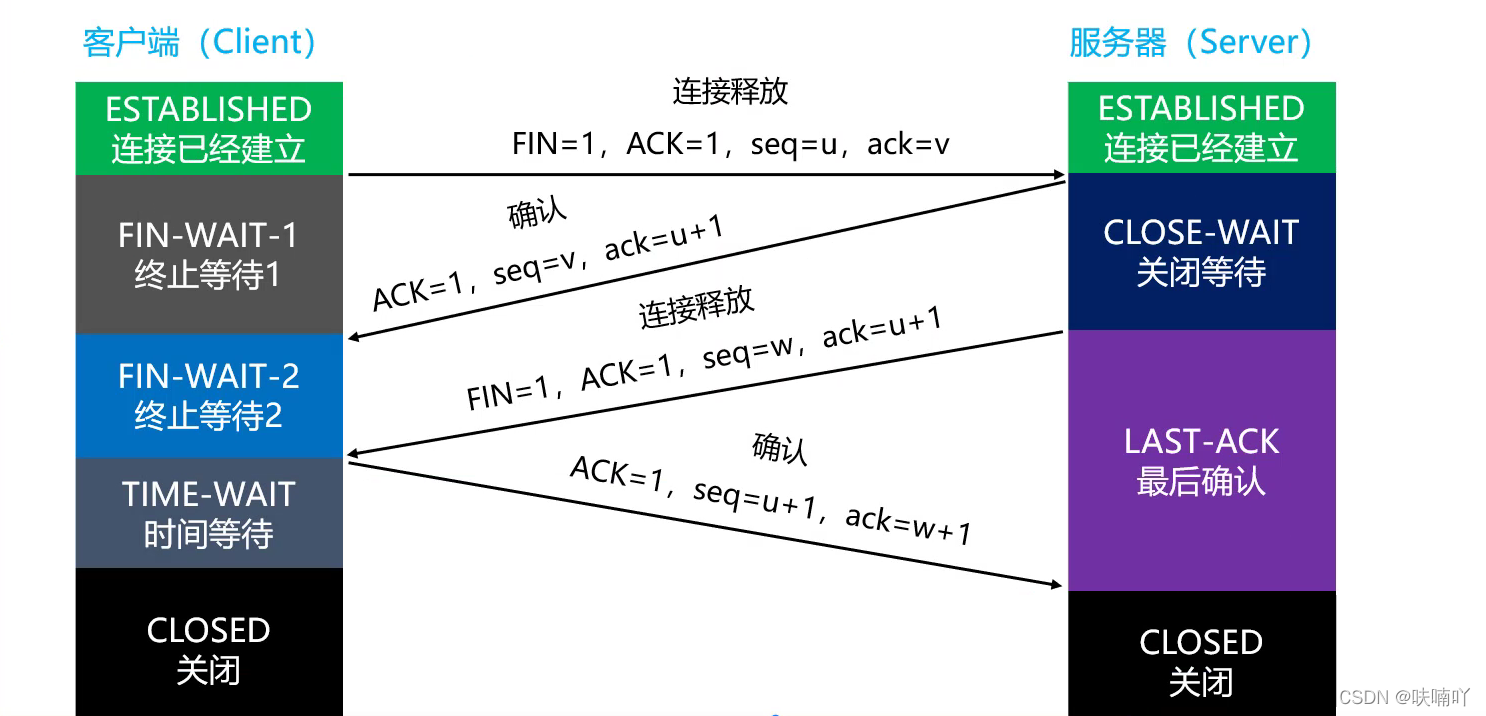 客户端（Client）
服务器（Server）
ESTABLISHED
连接已经建立
连接释放
FIN=1，ACK=1，seq=u，ack=v
ESTABLISHED
连接已经建立
FIN-WAIT-1
终止等待1
确认
ACK=1，seq=v，ack=u+1
CLOSE-WAIT
关闭等待
连接释放
FIN=1，ACK=1，seq=w，ack=u+1
FIN-WAIT-2
终止等待2
LAST-ACK
最后确认
确认
ACK=1，seq=u+1，ack=w+1
TIME-WAIT
时间等待
CLOSED
关闭
CLOSED
关闭
CSDN @呋喃吖